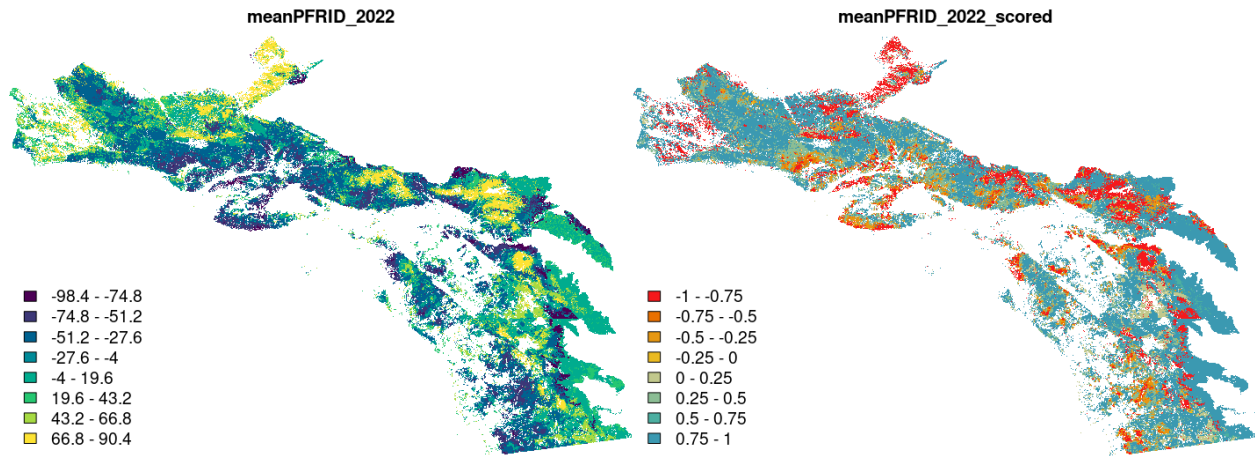 meanPFRID_2022
-98.4 - -74.8
-74.8 - -51.2
-51.2 - -27.6
-27.6 - -4
-4 - 19.6
19.6 - 43.2
43.2 - 66.8
66.8 - 90.4
meanPFRID_2022_scored
-1 - -0.75
-0.75 - -0.5
-0.5 - -0.25
-0.25 - 0
0 - 0.25
0.25 - 0.5
0.5 - 0.75
0.75 - 1